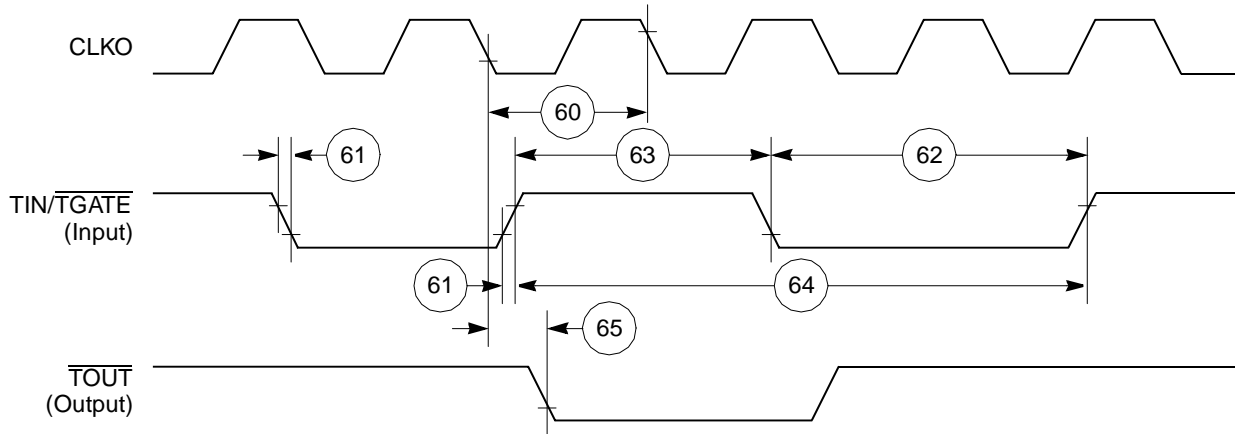 CLKO
60
61
63
62
TIN/TGATE
(Input)
61
64
65
TOUT
(Output)